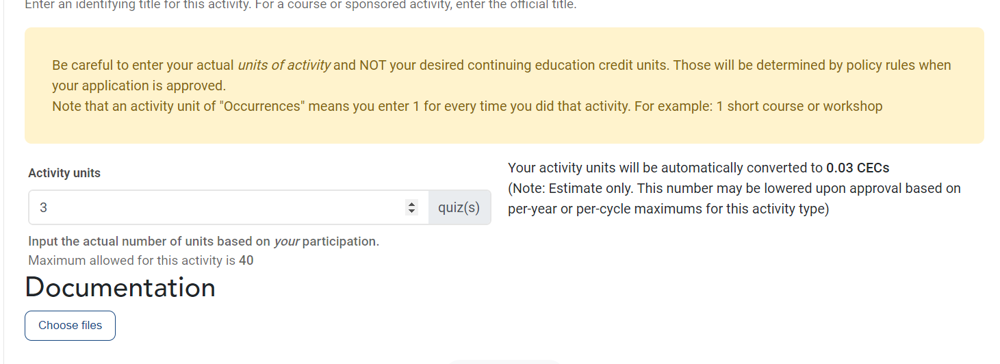 Enter an identifying title for this activity. For a course or sponsored activity, enter the official title.
Be careful to enter your actual units of activity and NOT your desired continuing education credit units. Those will be determined by policy rules when
your application is approved.
Note that an activity unit of "Occurrences" means you enter 1 for every time you did that activity. For example: 1 short course or workshop
Activity units
3 quiz(s)
Input the actual number of units based on your participation.
Maximum allowed for this activity is 40
Your activity units will be automatically converted to 0.03 CECs
(Note: Estimate only. This number may be lowered upon approval based on
per-year or per-cycle maximums for this activity type)
Documentation
Choose files